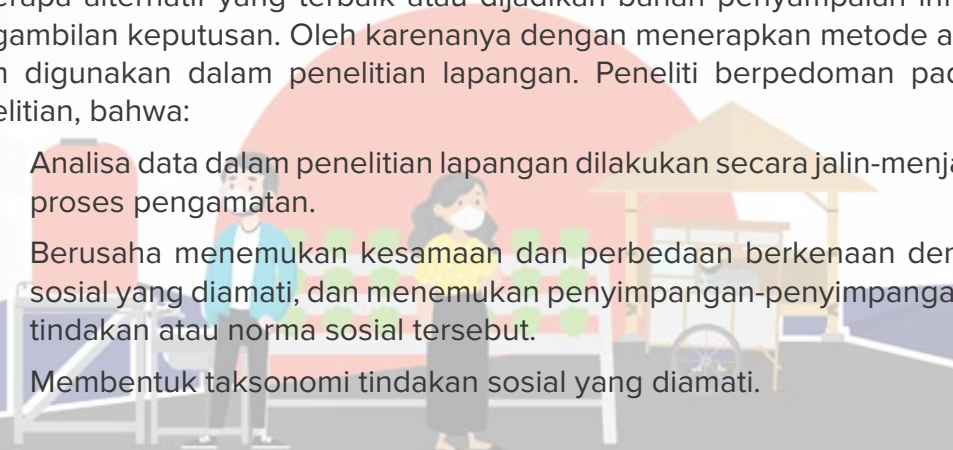 erapa alternatif yang terbaik atau dijadikan bahan penyampaian in
gambilan keputusan. Oleh karenanya dengan menerapkan metode a
digunakan dalam penelitian lapangan. Peneliti berpedoman pad
elitian, bahwa:
Analisa data dalam penelitian lapangan dilakukan secara jalin-menja
proses pengamatan.
Berusaha menemukan kesamaan dan perbedaan berkenaan den
sosial yang diamati, dan menemukan penyimpangan-penyimpanga
tindakan atau norma sosial tersebut.
Membentuk taksonomi tindakan sosial yang diamati.